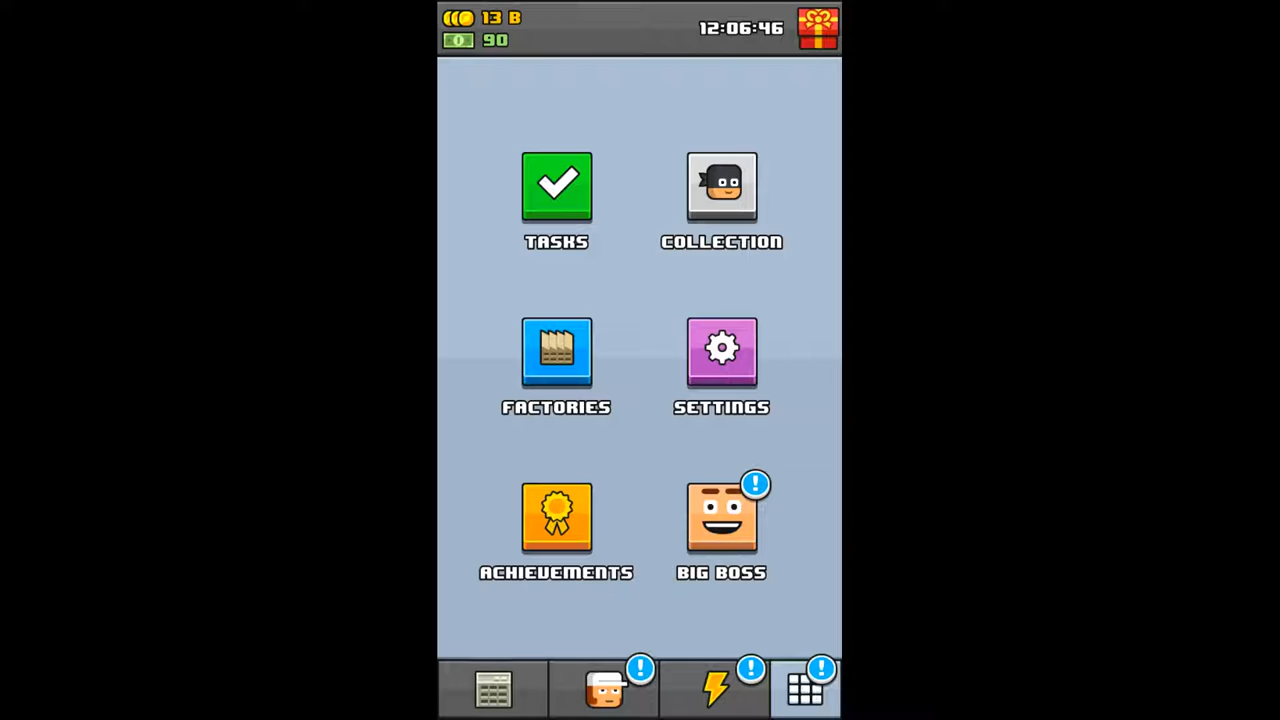 13 B
90
12:06:46
TASKS
COLLECTION
FACTORIES
SETTINGS
ACHIEVEMENTS
BIG BOSS